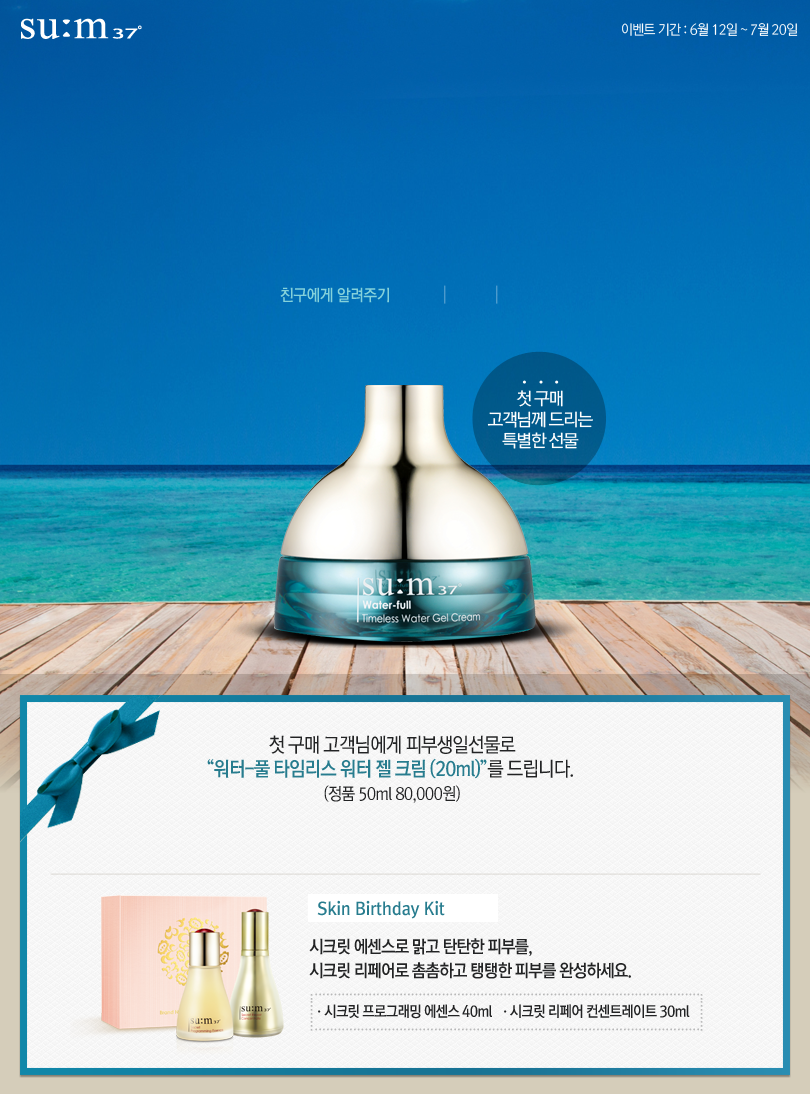 su:m 37°
이벤트 기간 : 6월 12일 ~ 7월 20일
친구에게 알려주기
첫 구매
고객님께 드리는
특별한 선물
su:m 37°
Water-full
Timeless Water Gel Cream
첫 구매 고객님에게 피부생일선물로
“워터-풀 타임리스 워터 젤 크림 (20ml)”를 드립니다.
(정품 50ml 80,000원)
Skin Birthday Kit
시크릿 에센스로 맑고 탄탄한 피부를,
시크릿 리페어로 촘촘하고 탱탱한 피부를 완성하세요.
· 시크릿 프로그래밍 에센스 40ml · 시크릿 리페어 컨센트레이트 30ml
su:m 37°
su:m 37°